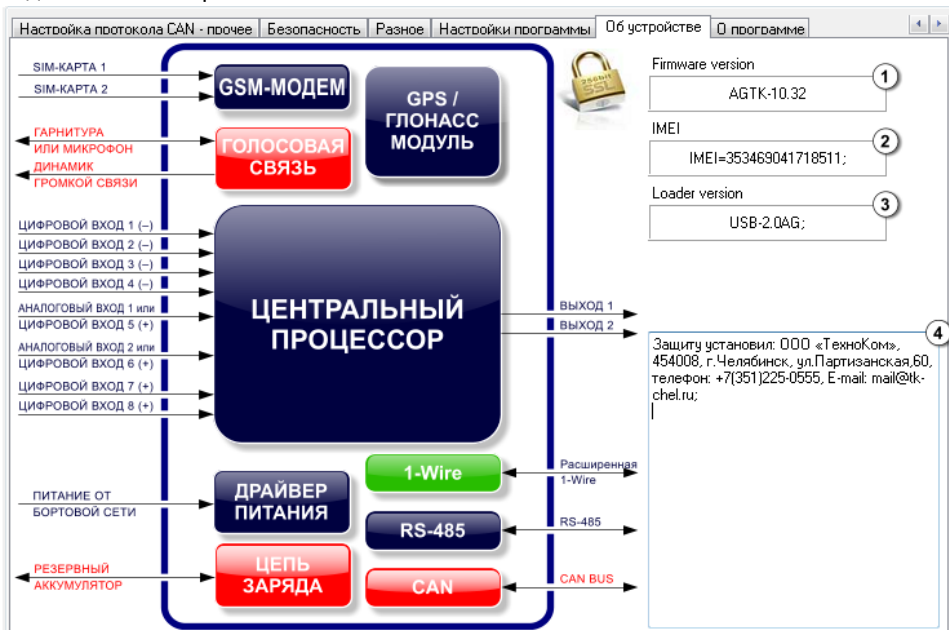 Настройка протокола CAN - прочее
Безопасность
Разное
Настройки программы
Об устройстве
О программе
SIM-КАРТА 1
SIM-КАРТА 2
ГАРНИТУРА
ИЛИ МИКРОФОН
ДИНАМИК
ГРОМКОЙ СВЯЗИ
ЦИФРОВОЙ ВХОД 1 (–)
ЦИФРОВОЙ ВХОД 2 (–)
ЦИФРОВОЙ ВХОД 3 (–)
ЦИФРОВОЙ ВХОД 4 (–)
АНАЛОГОВЫЙ ВХОД 1 или
ЦИФРОВОЙ ВХОД 5 (+)
АНАЛОГОВЫЙ ВХОД 2 или
ЦИФРОВОЙ ВХОД 6 (+)
ЦИФРОВОЙ ВХОД 7 (+)
ЦИФРОВОЙ ВХОД 8 (+)
ПИТАНИЕ ОТ
БОРТОВОЙ СЕТИ
РЕЗЕРВНЫЙ
АККУМУЛЯТОР
GSM-МОДЕМ
ГОЛОСОВАЯ
СВЯЗЬ
GPS /
ГЛОНАСС
МОДУЛЬ
ЦЕНТРАЛЬНЫЙ
ПРОЦЕССОР
ДРАЙВЕР
ПИТАНИЯ
ЦЕПЬ
ЗАРЯДА
1-Wire
RS-485
CAN
ВЫХОД 1
ВЫХОД 2
Расширенная
1-Wire
RS-485
CAN BUS
256bit
SSL
Firmware version
1
AGTK-10.32
IMEI
2
IMEI=353469041718511;
Loader version
3
USB-2.0AG;
4
Защиту установил: ООО «ТехноКом»,
454008, г.Челябинск, ул.Партизанская,60,
телефон: +7(351)225-0555, E-mail: mail@tk-
chel.ru;